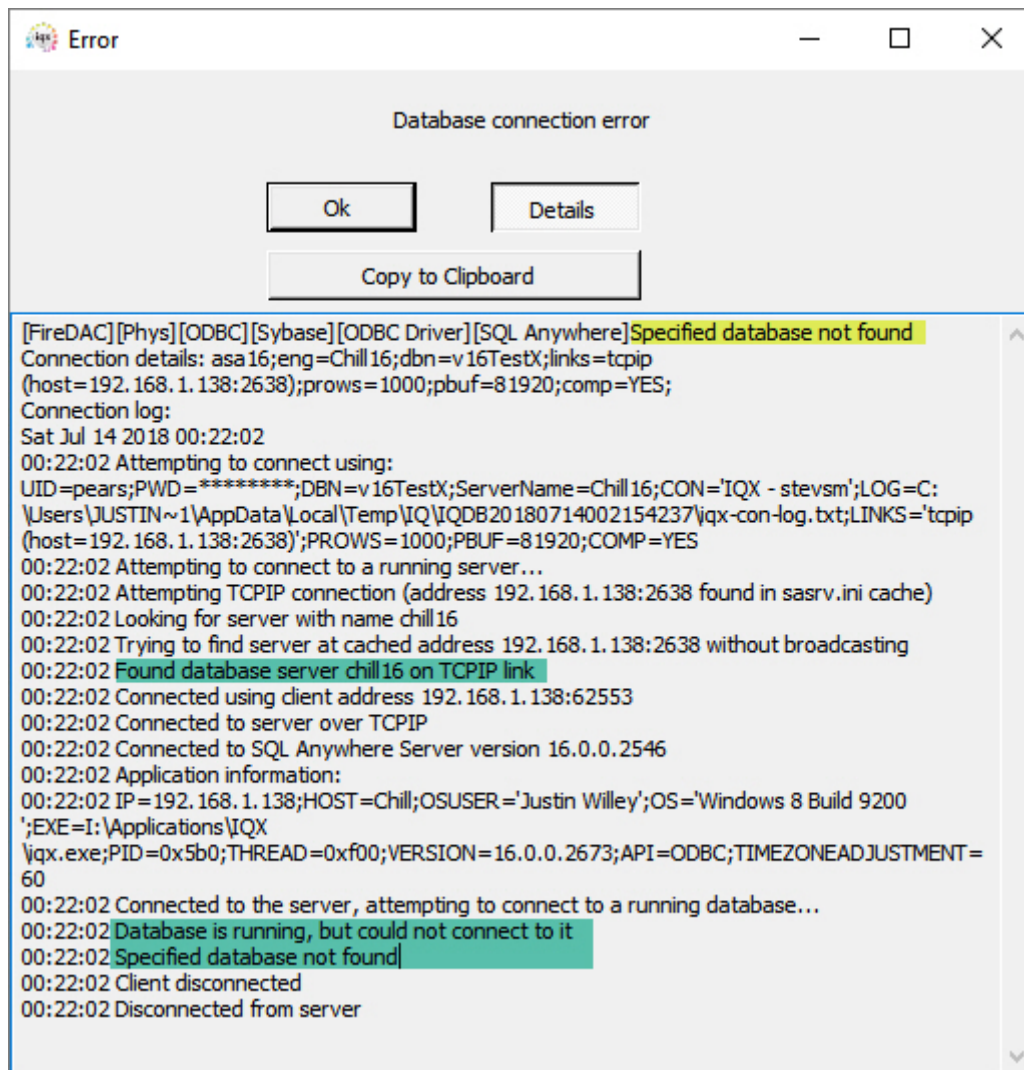 iqx Error
Database connection error
Ok
Details
Copy to Clipboard
[FireDAC][Phys][ODBC][Sybase][ODBC Driver][SQL Anywhere]Specified database not found
Connection details: asa16;eng=Chill16;dbn=v16TestX;links=tcpip
(host=192.168.1.138:2638);prows=1000;pbuf=81920;comp=YES;
Connection log:
Sat Jul 14 2018 00:22:02
00:22:02 Attempting to connect using:
UID=pears;PWD=********;DBN=v16TestX;ServerName=Chill16;CON='IQX - stevsm';LOG=C:
\Users\JUSTIN~1\AppData\Local\Temp\IQ\IQDB20180714002154237\iqx-con-log.txt;LINKS='tcpip
(host=192.168.1.138:2638)';PROWS=1000;PBUF=81920;COMP=YES
00:22:02 Attempting to connect to a running server...
00:22:02 Attempting TCPIP connection (address 192.168.1.138:2638 found in sasrv.ini cache)
00:22:02 Looking for server with name chill16
00:22:02 Trying to find server at cached address 192.168.1.138:2638 without broadcasting
00:22:02 Found database server chill16 on TCPIP link
00:22:02 Connected using client address 192.168.1.138:62553
00:22:02 Connected to server over TCPIP
00:22:02 Connected to SQL Anywhere Server version 16.0.0.2546
00:22:02 Application information:
00:22:02 IP=192.168.1.138;HOST=Chill;OSUSER='Justin Willey';OS='Windows 8 Build 9200
';EXE=I:\Applications\IQX
\iqx.exe;PID=0x5b0;THREAD=0xf00;VERSION=16.0.0.2673;API=ODBC;TIMEZONEADJUSTMENT=
60
00:22:02 Connected to the server, attempting to connect to a running database...
00:22:02 Database is running, but could not connect to it
00:22:02 Specified database not found
00:22:02 Client disconnected
00:22:02 Disconnected from server